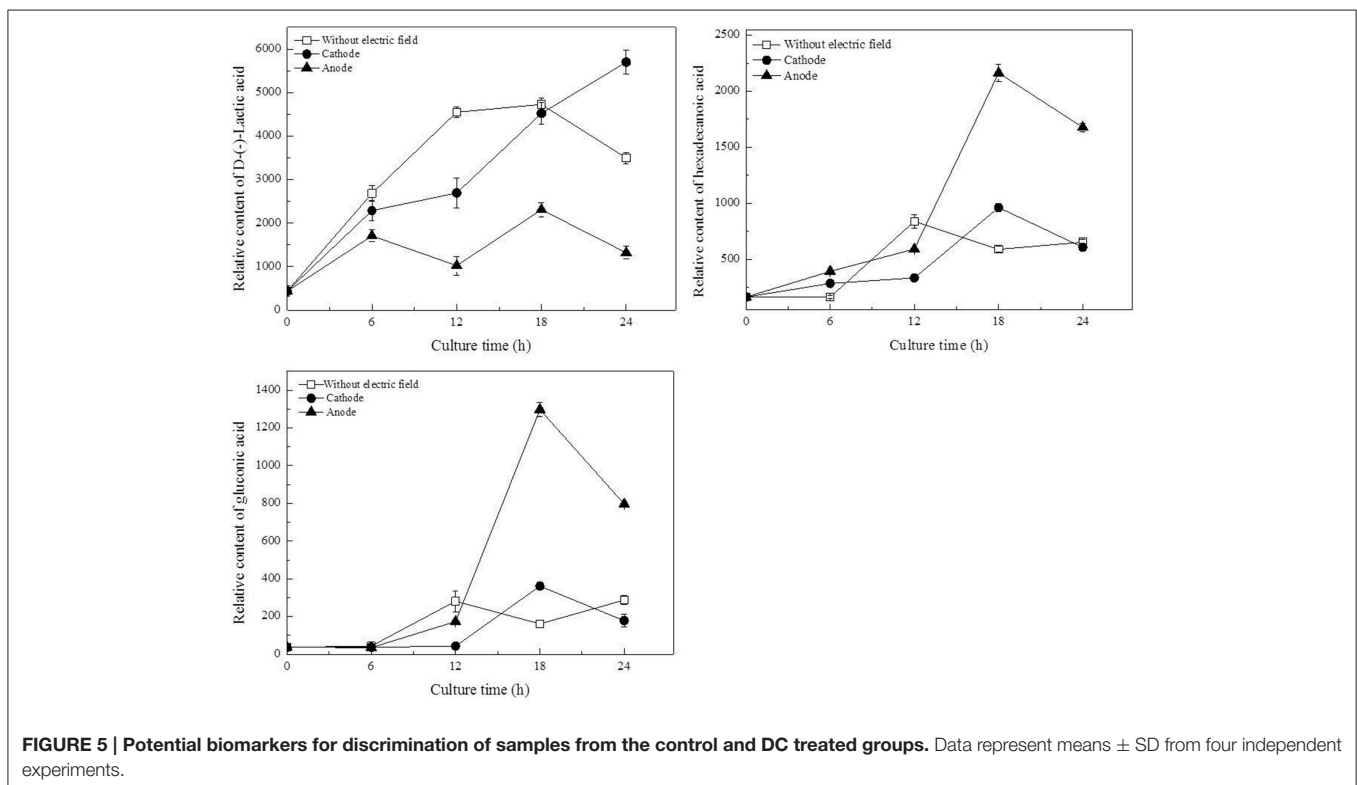 Without electric field
Cathode
Anode
6000
5000
4000
3000
2000
1000
0
0 6 12 18 24
Relative content of D-(-)-Lactic acid
Culture time (h)
Without electric field
Cathode
Anode
2500
2000
1500
1000
500
0 6 12 18 24
Relative content of hexadecanoic acid
Culture time (h)
Without electric field
Cathode
Anode
1400
1200
1000
800
600
400
200
0
0 6 12 18 24
Relative content of gluconic acid
Culture time (h)
FIGURE 5 | Potential biomarkers for discrimination of samples from the control and DC treated groups. Data represent means ± SD from four independent
experiments.